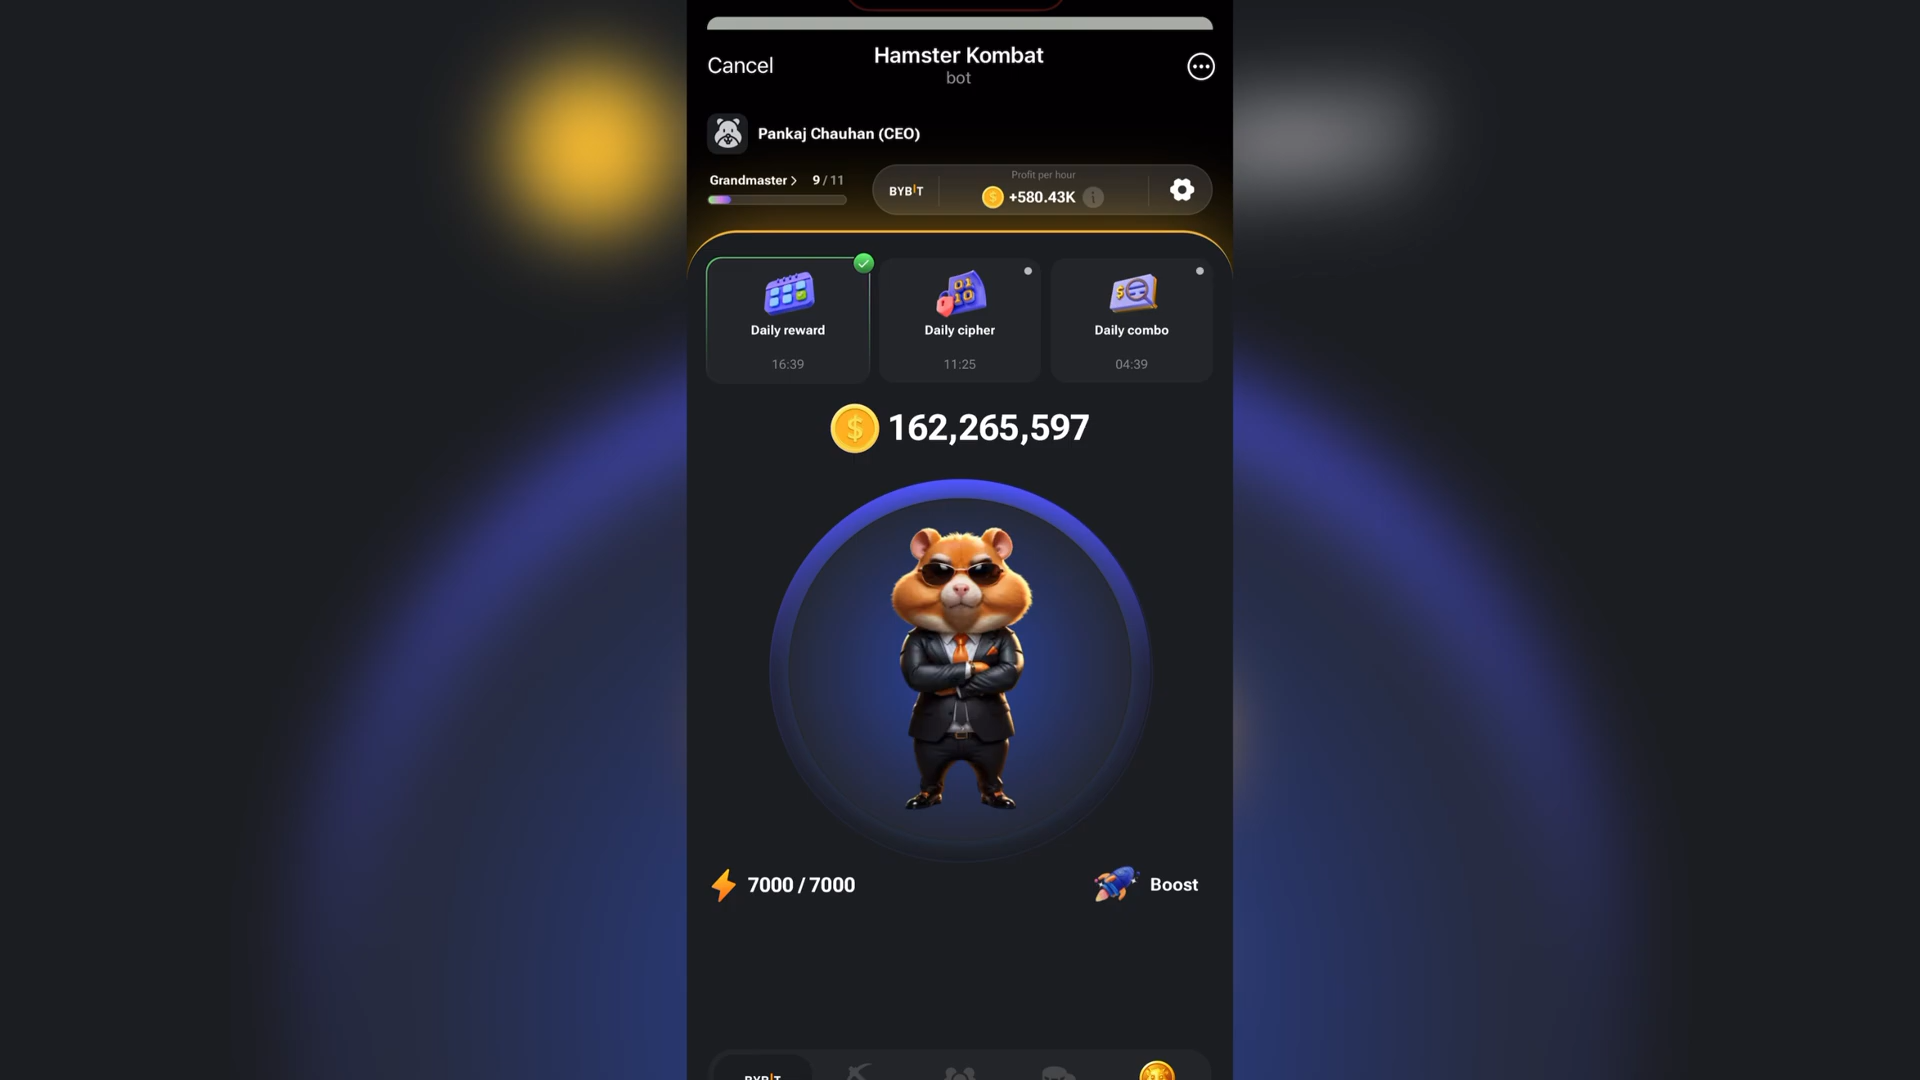 Cancel
Hamster Kombat
bot
Pankaj Chauhan (CEO)
Grandmaster > 9 / 11
BYBIT
Profit per hour
+580.43K
Daily reward
16:39
Daily cipher
11:25
Daily combo
04:39
162,265,597
7000 / 7000
Boost
BYBIT